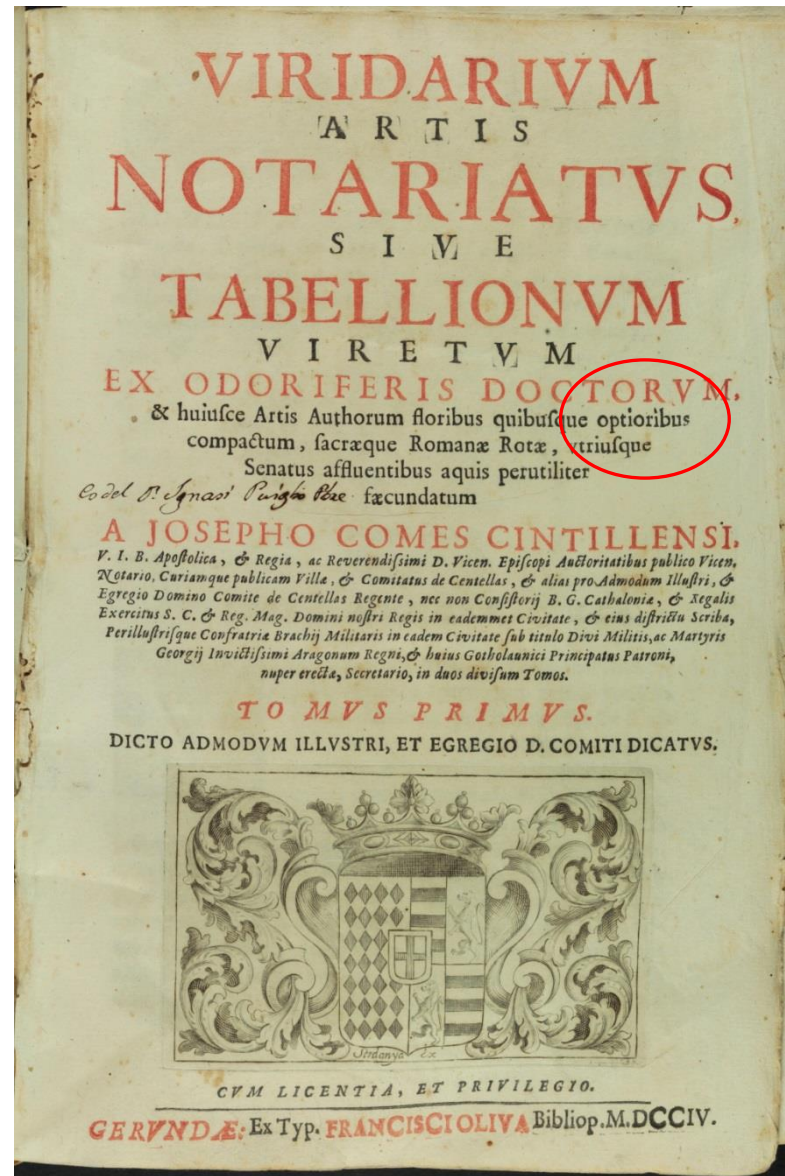 VIRIDARIVM
ARTIS
NOTARIATVS,
SIVE
TABELLIONVM
VIRETVM
EX ODORIFERIS DOCTORVM,
& huiuſce Artis Authorum floribus quibuſque optioribus
compactum, ſacræque Romanæ Rotæ, vtriuſque
Senatus affluentibus aquis perutiliter
Es del Rt. Ignasi Puigbó Pbre fæcundatum
A JOSEPHO COMES CINTILLENSI.
V. I. B. Apoſtolica, & Regia, ac Reverendiſsimi D. Vicen. Epiſcopi Auctoritatibus publico Vicen.
Notario, Curiamque publicam Villæ, & Comitatus de Centellas, & alias pro Admodum Illuſtri, &
Egregio Domino Comite de Centellas Regente, nec non Conſiſtorij B. G. Cathaloniæ, & Regalis
Exercitus S. C. & Reg. Mag. Domini noſtri Regis in eademmet Civitate, & eius diſtrictu Scriba,
Perilluſtriſque Confratriæ Brachij Militaris in eadem Civitate ſub titulo Divi Militis, ac Martyris
Georgij Invictiſsimi Aragonum Regni, & huius Gotholaunici Principatus Patroni,
nuper erectæ, Secretario, in duos diviſum Tomos.
TOMVS PRIMVS.
DICTO ADMODVM ILLVSTRI, ET EGREGIO D. COMITI DICATVS.
CVM LICENTIA, ET PRIVILEGIO.
GERVNDÆ: Ex Typ. FRANCISCI OLIVA Bibliop. M.DCCIV.